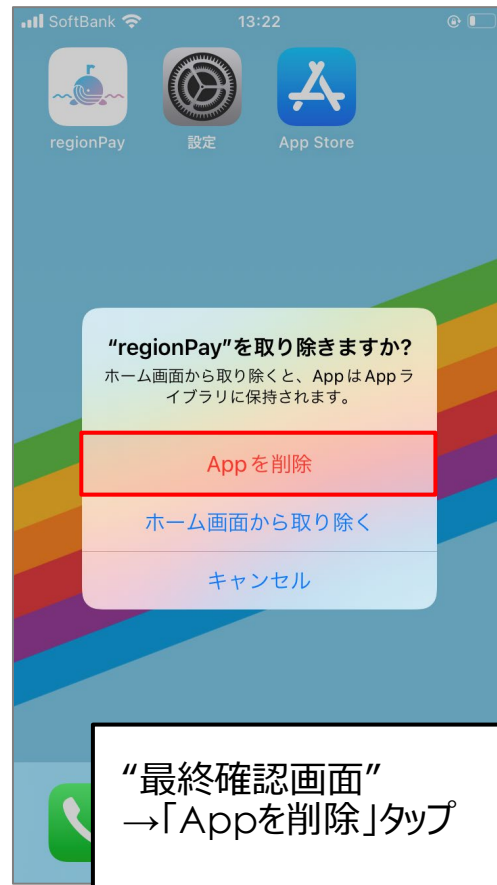 SoftBank 13:22
regionPay 設定 App Store
“regionPay”を取り除きますか?
ホーム画面から取り除くと、AppはAppラ
イブラリに保持されます。
Appを削除
ホーム画面から取り除く
キャンセル
“最終確認画面”
→「Appを削除」タップ